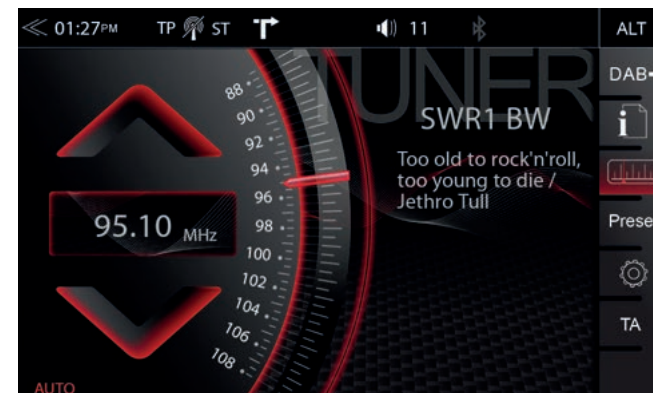 01:27PM TP ST 11 ALT
TUNER
DAB
SWR1 BW
Too old to rock'n'roll,
too young to die /
Jethro Tull
88
90
92
94
96
98
100
102
104
106
108
95.10 MHz
i
Prese
TA
AUTO